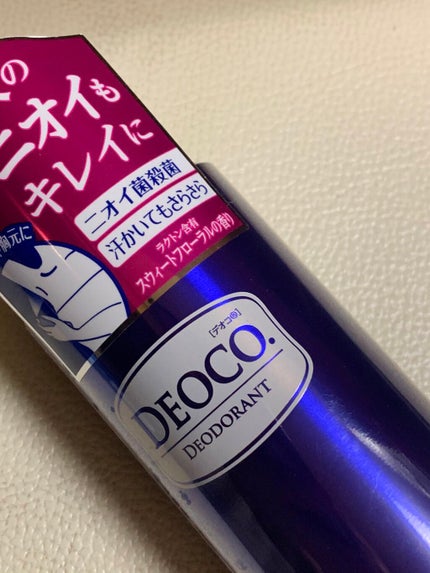 の
ニオイも
キレイに
ニオイ菌殺菌
汗かいてもさらさら
ラクトン含有
スウィートフローラルの香り
胸元に
[デオコ®]
DEOCO.
DEODORANT